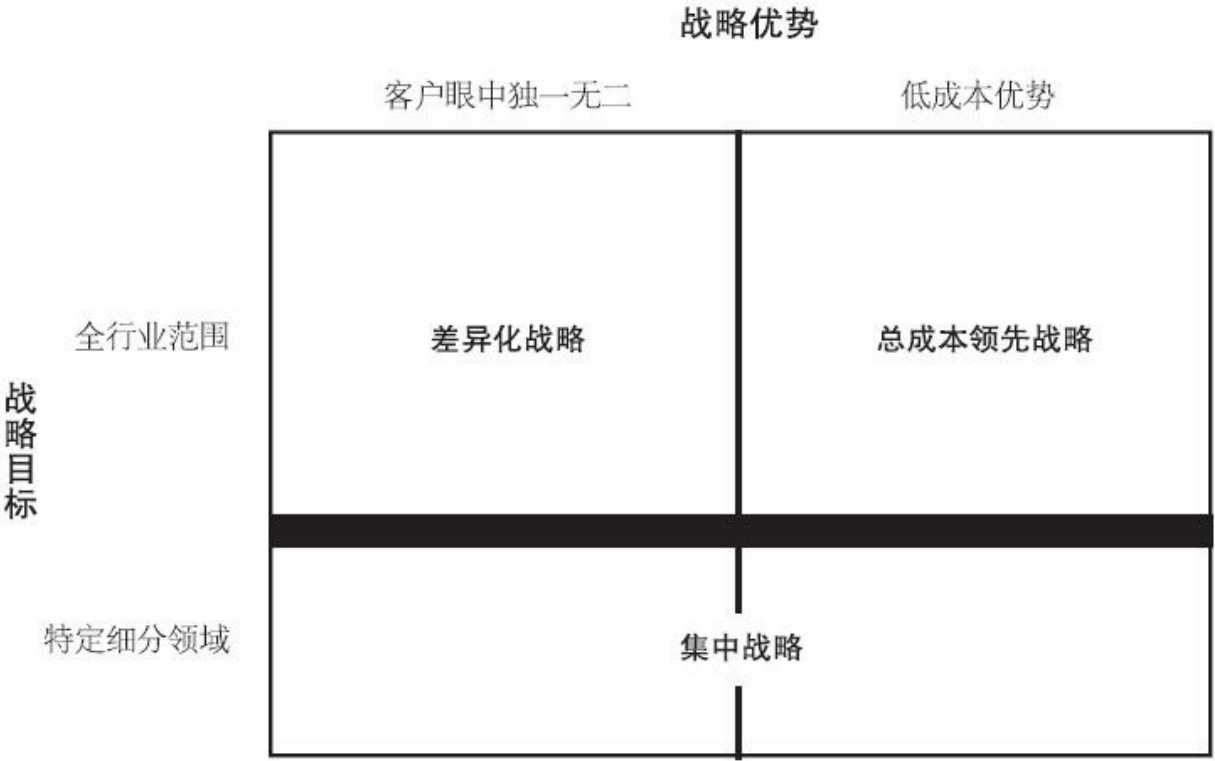 战略优势
客户眼中独一无二
低成本优势
全行业范围
差异化战略
总成本领先战略
战略目标
特定细分领域
集中战略